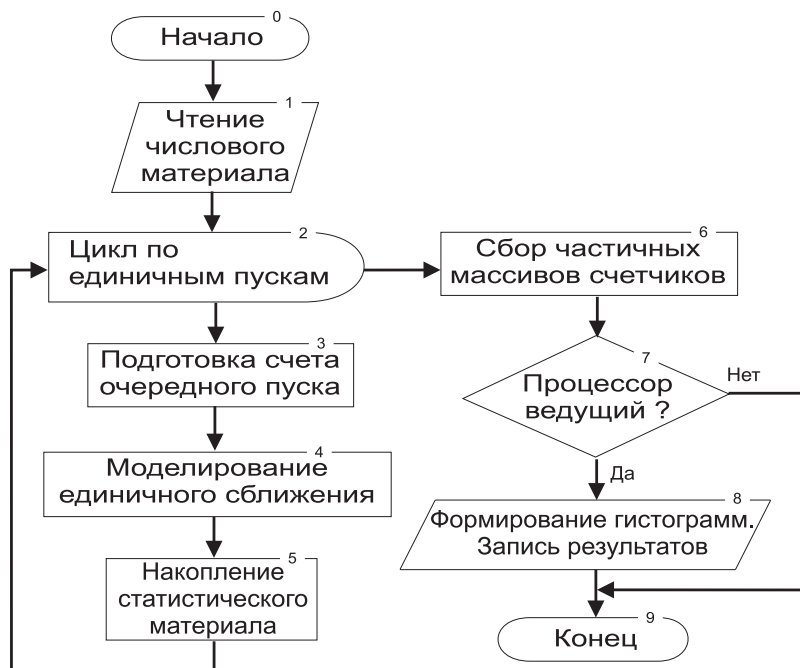 0
Начало
1
Чтение
числового
материала
2
Цикл по
единичным пускам
3
Подготовка счета
очередного пуска
4
Моделирование
единичного сближения
5
Накопление
статистического
материала
6
Сбор частичных
массивов счетчиков
7
Процессор
ведущий ?
Нет
Да
8
Формирование гистограмм.
Запись результатов
9
Конец